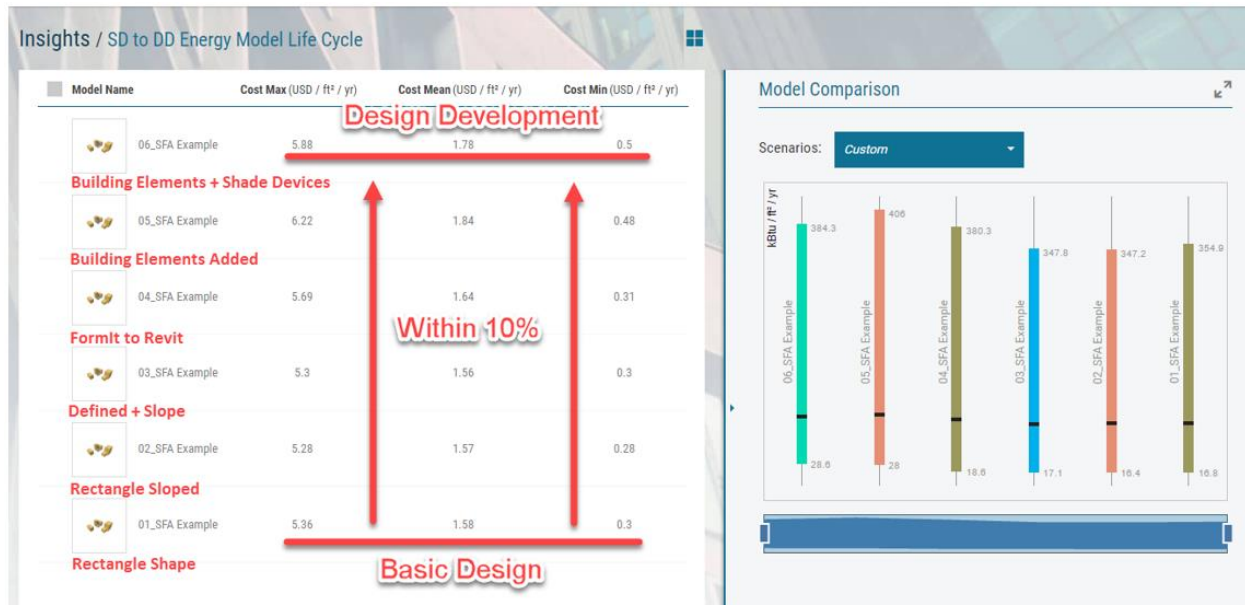 Insights / SD to DD Energy Model Life Cycle
Model Name Cost Max (USD / ft² / yr) Cost Mean (USD / ft² / yr) Cost Min (USD / ft² / yr)
Design Development
06_SFA Example 5.88 1.78 0.5
Building Elements + Shade Devices
05_SFA Example 6.22 1.84 0.48
Building Elements Added
04_SFA Example 5.69 1.64 0.31
Within 10%
FormIt to Revit
03_SFA Example 5.3 1.56 0.3
Defined + Slope
02_SFA Example 5.28 1.57 0.28
Rectangle Sloped
01_SFA Example 5.36 1.58 0.3
Rectangle Shape
Basic Design
Model Comparison
Scenarios: Custom
kBtu / ft² / yr
384.3 406 380.3 347.8 347.2 354.9
06_SFA Example
05_SFA Example
04_SFA Example
03_SFA Example
02_SFA Example
01_SFA Example
28.6 28 18.6 17.1 16.4 16.8